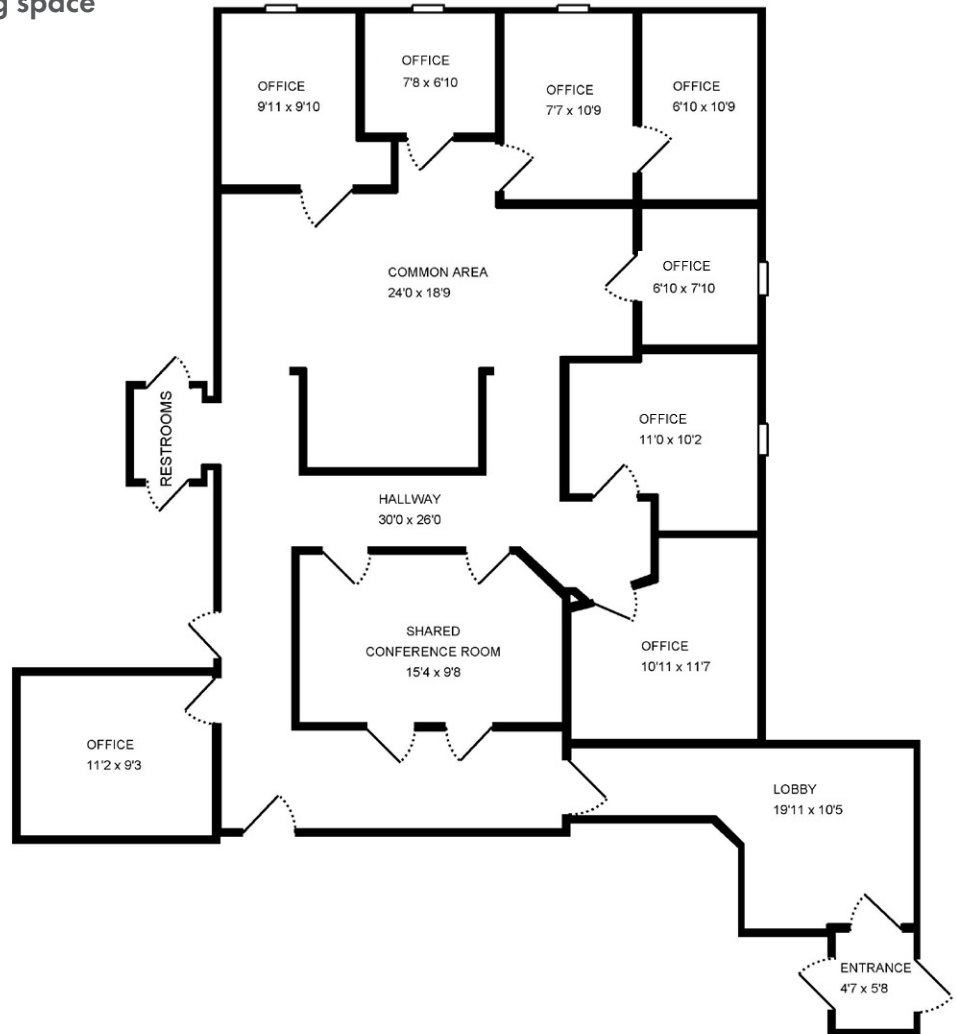 g space
OFFICE
9'11 x 9'10
OFFICE
7'8 x 6'10
OFFICE
7'7 x 10'9
OFFICE
6'10 x 10'9
COMMON AREA
24'0 x 18'9
OFFICE
6'10 x 7'10
RESTROOMS
OFFICE
11'0 x 10'2
HALLWAY
30'0 x 26'0
SHARED
CONFERENCE ROOM
15'4 x 9'8
OFFICE
10'11 x 11'7
OFFICE
11'2 x 9'3
LOBBY
19'11 x 10'5
ENTRANCE
4'7 x 5'8